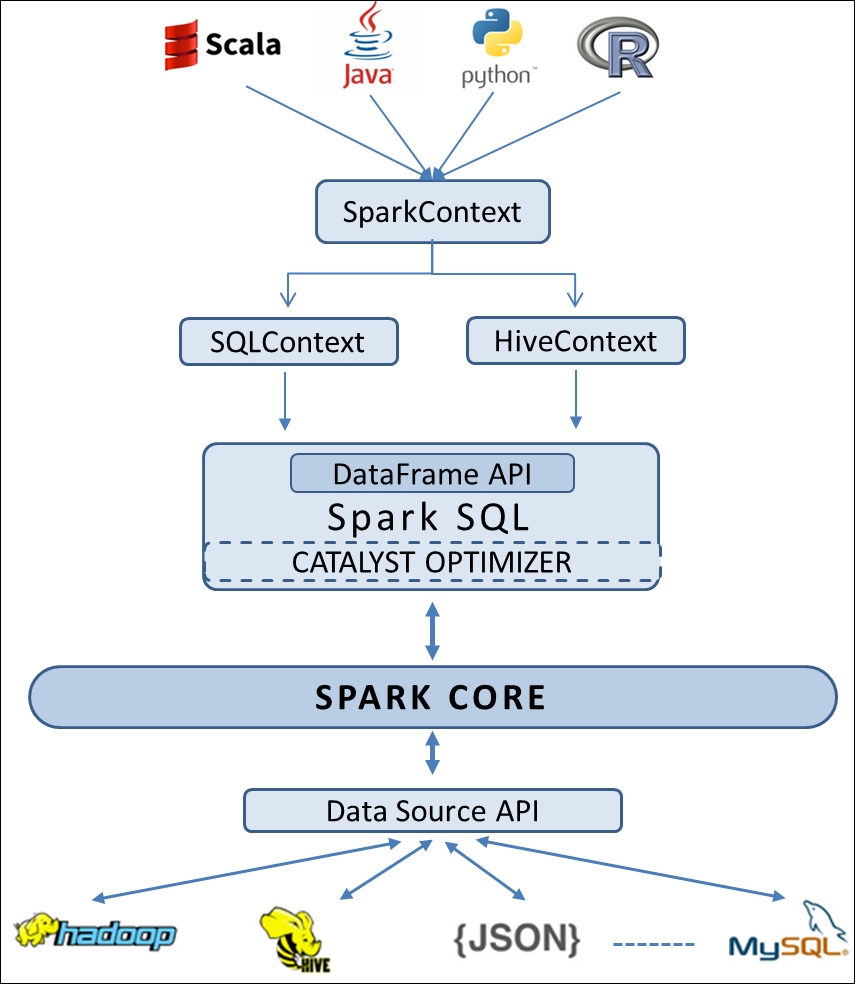 Scala
Java
python™
R
SparkContext
SQLContext
HiveContext
DataFrame API
Spark SQL
CATALYST OPTIMIZER
SPARK CORE
Data Source API
hadoop
HIVE
{JSON}
MySQL®